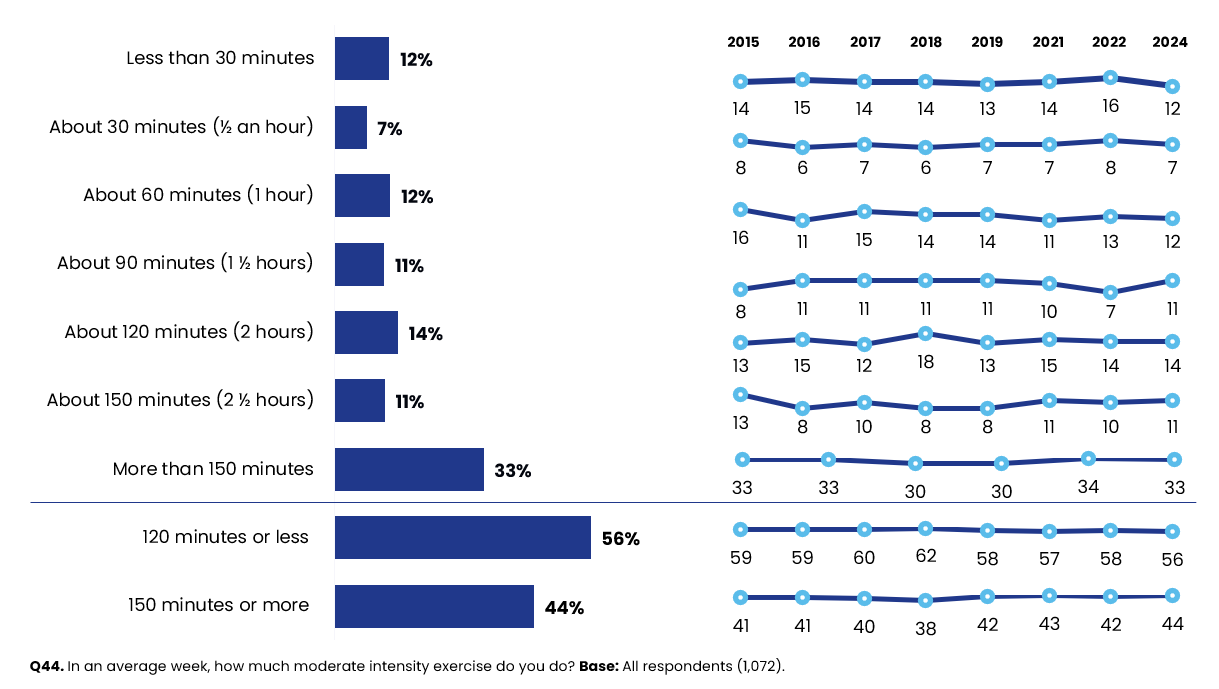 2015 2016 2017 2018 2019 2021 2022 2024
Less than 30 minutes 12%
14 15 14 14 13 14 16 12
About 30 minutes (½ an hour) 7%
8 6 7 6 7 7 8 7
About 60 minutes (1 hour) 12%
16 11 15 14 14 11 13 12
About 90 minutes (1 ½ hours) 11%
8 11 11 11 11 10 7 11
About 120 minutes (2 hours) 14%
13 15 12 18 13 15 14 14
About 150 minutes (2 ½ hours) 11%
13 8 10 8 8 11 10 11
More than 150 minutes 33%
33 33 30 30 34 33
120 minutes or less 56%
59 59 60 62 58 57 58 56
150 minutes or more 44%
41 41 40 38 42 43 42 44
Q44. In an average week, how much moderate intensity exercise do you do? Base: All respondents (1,072).